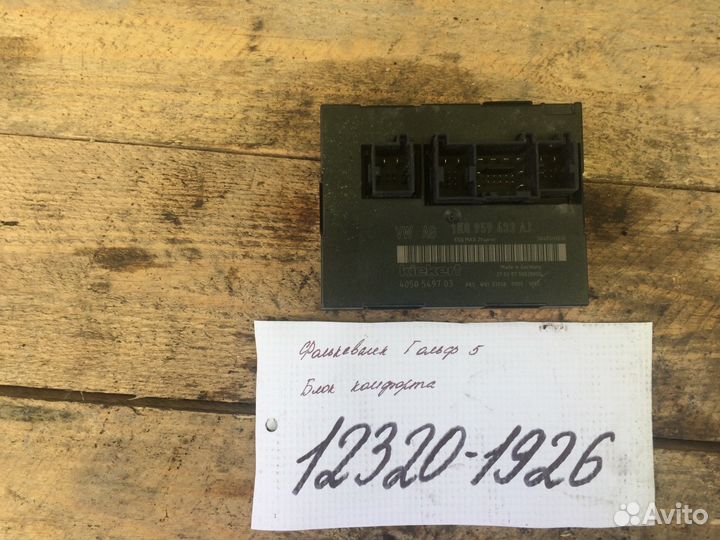 VW AG 1K0 959 433 AJ
kiekert
Made in Germany
4050 5497 03
Фольксваген Гольф 5
Блок комфорта
12320-1926
Avito